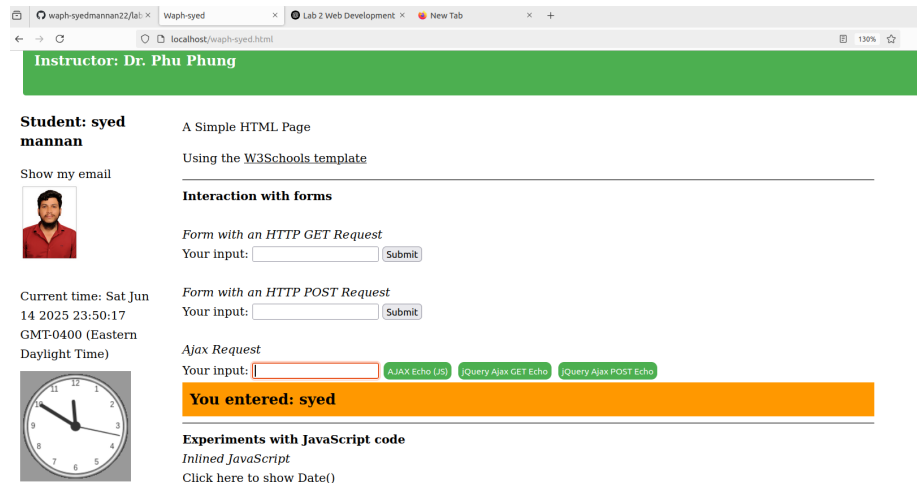 waph-syedmannan22/lab
Waph-syed
Lab 2 Web Development
New Tab
localhost/waph-syed.html
130%
Instructor: Dr. Phu Phung
Student: syed
mannan
Show my email
Current time: Sat Jun
14 2025 23:50:17
GMT-0400 (Eastern
Daylight Time)
12
1
2
3
4
5
6
7
8
9
10
11
A Simple HTML Page
Using the W3Schools template
Interaction with forms
Form with an HTTP GET Request
Your input: Submit
Form with an HTTP POST Request
Your input: Submit
Ajax Request
Your input: AJAX Echo (JS) jQuery Ajax GET Echo jQuery Ajax POST Echo
You entered: syed
Experiments with JavaScript code
Inlined JavaScript
Click here to show Date()